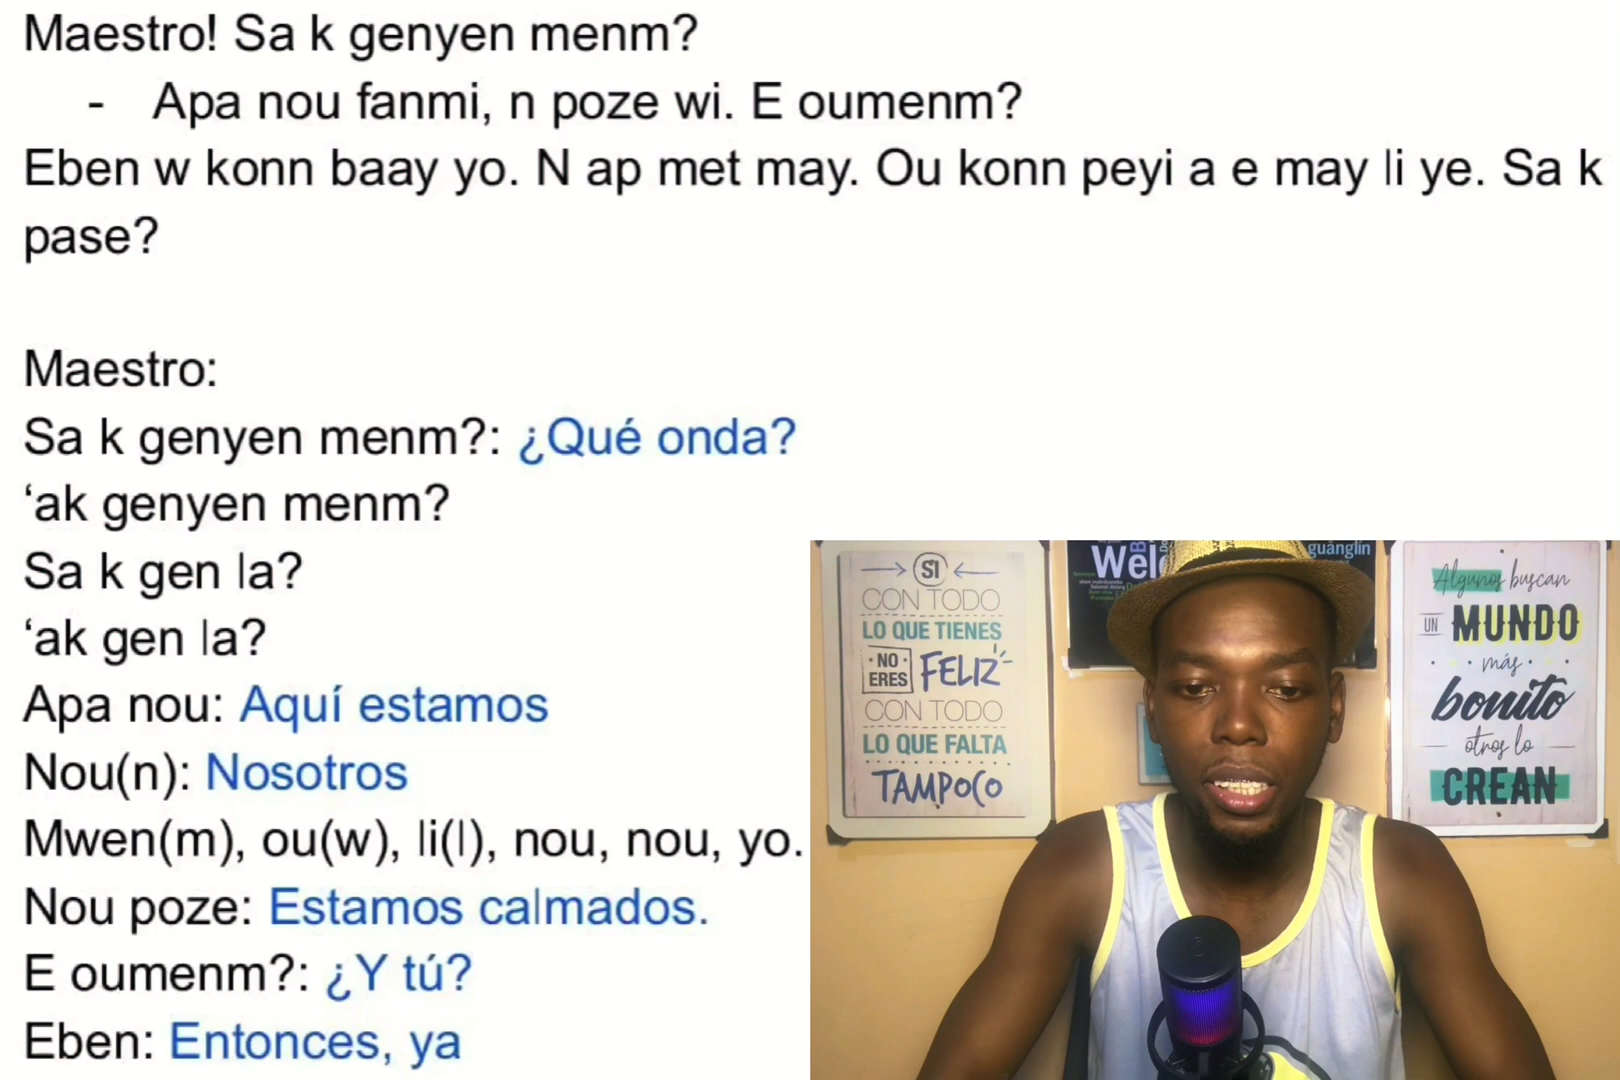 Maestro! Sa k genyen menm?
- Apa nou fanmi, n poze wi. E oumenm?
Eben w konn baay yo. N ap met may. Ou konn peyi a e may li ye. Sa k
pase?
Maestro:
Sa k genyen menm?: ¿Qué onda?
‘ak genyen menm?
Sa k gen la?
‘ak gen la?
Apa nou: Aquí estamos
Nou(n): Nosotros
Mwen(m), ou(w), li(l), nou, nou, yo.
Nou poze: Estamos calmados.
E oumenm?: ¿Y tú?
Eben: Entonces, ya
SI
CON TODO
LO QUE TIENES
NO
ERES
FELIZ
CON TODO
LO QUE FALTA
TAMPOCO
Wel
guànglín
Algunos buscan
UN
MUNDO
más
bonito
otros lo
CREAN